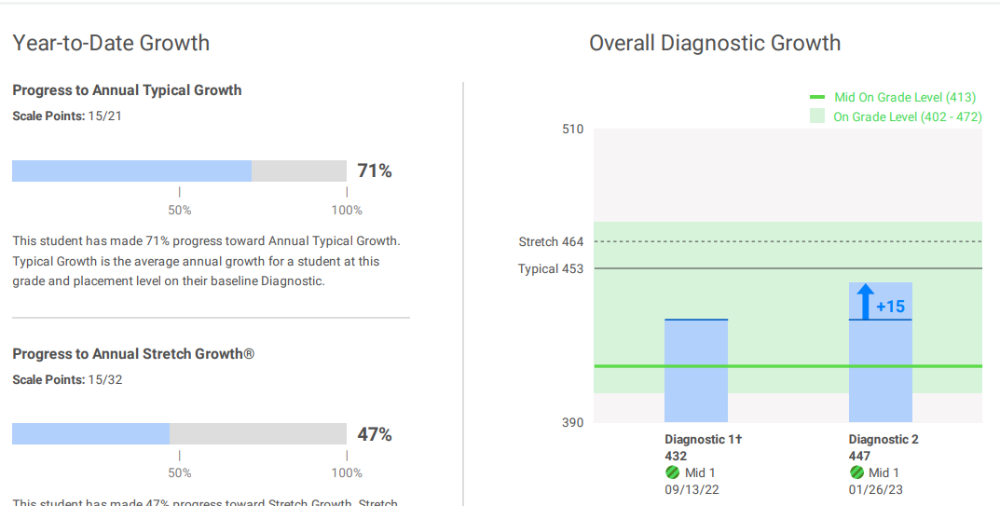 Year-to-Date Growth
Progress to Annual Typical Growth
Scale Points: 15/21
71%
50%
100%
This student has made 71% progress toward Annual Typical Growth.
Typical Growth is the average annual growth for a student at this
grade and placement level on their baseline Diagnostic.
Progress to Annual Stretch Growth®
Scale Points: 15/32
47%
50%
100%
This student has made 47% progress toward Stretch Growth. Stretch
Overall Diagnostic Growth
Mid On Grade Level (413)
On Grade Level (402 - 472)
510
Stretch 464
Typical 453
+15
390
Diagnostic 1†
432
Mid 1
09/13/22
Diagnostic 2
447
Mid 1
01/26/23